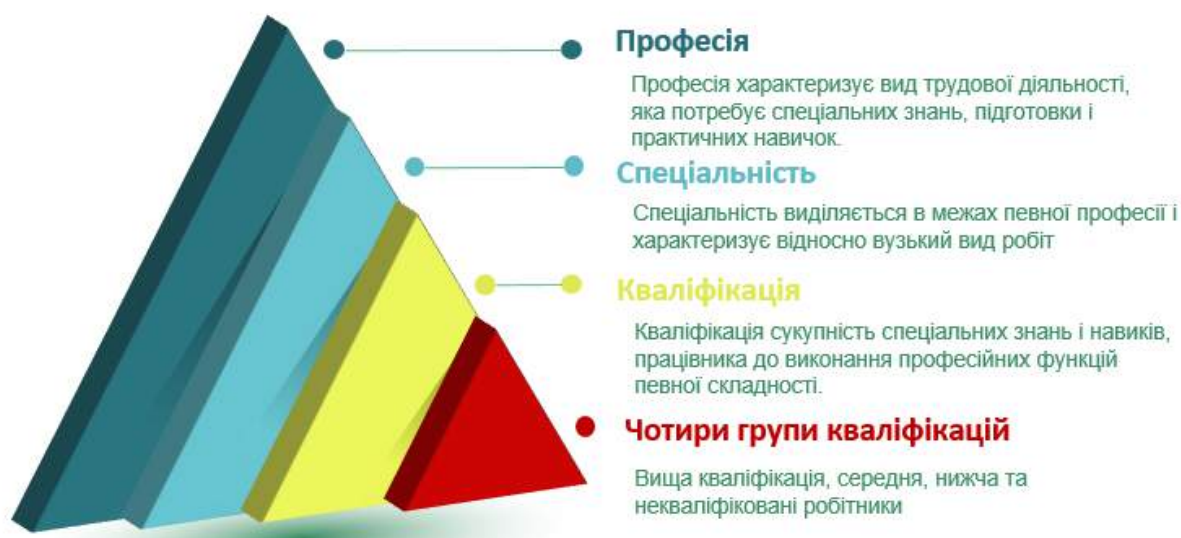 Професія
Професія характеризує вид трудової діяльності,
яка потребує спеціальних знань, підготовки і
практичних навичок.
Спеціальність
Спеціальність виділяється в межах певної професії і
характеризує відносно вузький вид робіт
Кваліфікація
Кваліфікація сукупність спеціальних знань і навиків,
працівника до виконання професійних функцій
певної складності.
Чотири групи кваліфікацій
Вища кваліфікація, середня, нижча та
некваліфіковані робітники